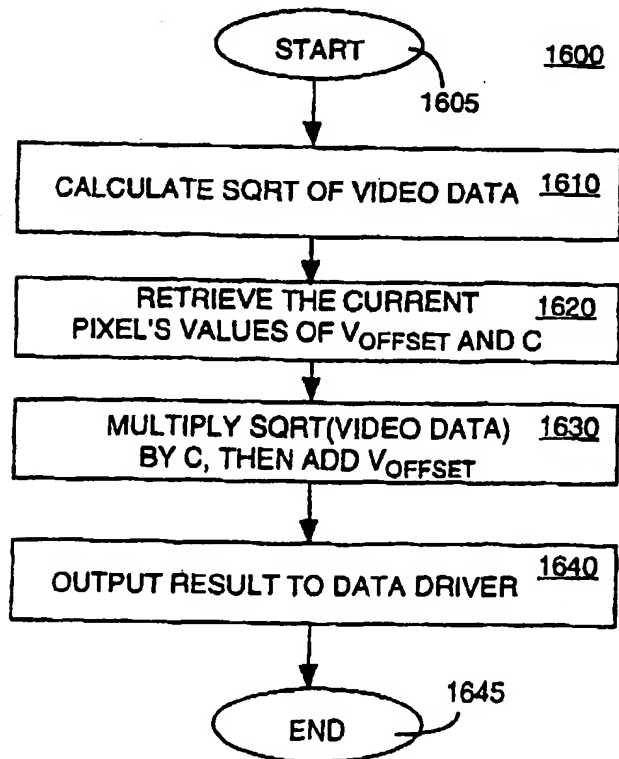 START
1600
1605
CALCULATE SQRT OF VIDEO DATA 1610
RETRIEVE THE CURRENT 1620
PIXEL'S VALUES OF VOFFSET AND C
MULTIPLY SQRT(VIDEO DATA) 1630
BY C, THEN ADD VOFFSET
OUTPUT RESULT TO DATA DRIVER 1640
1645
END